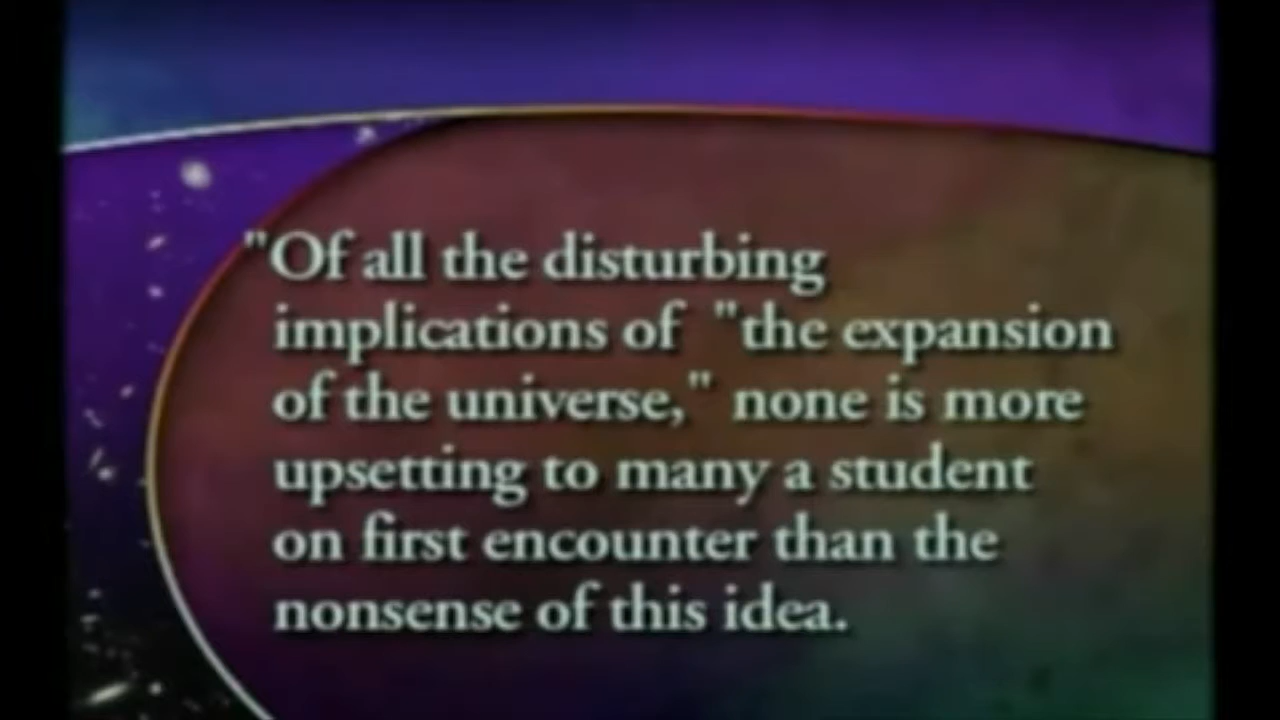 "Of all the disturbing
implications of "the expansion
of the universe," none is more
upsetting to many a student
on first encounter than the
nonsense of this idea.